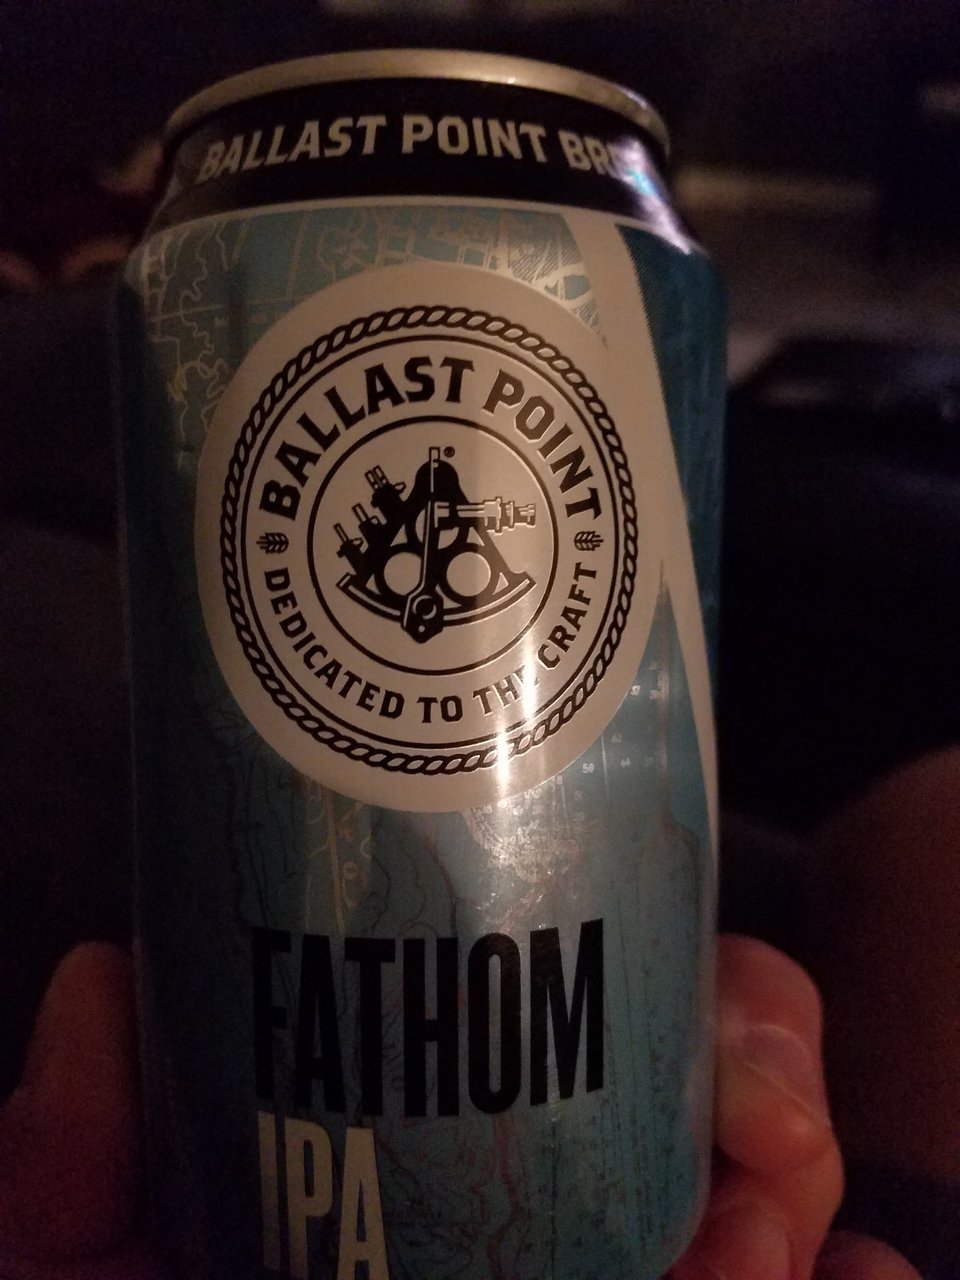 BALLAST POINT
BALLAST POINT
DEDICATED TO THE CRAFT
FATHOM
IPA